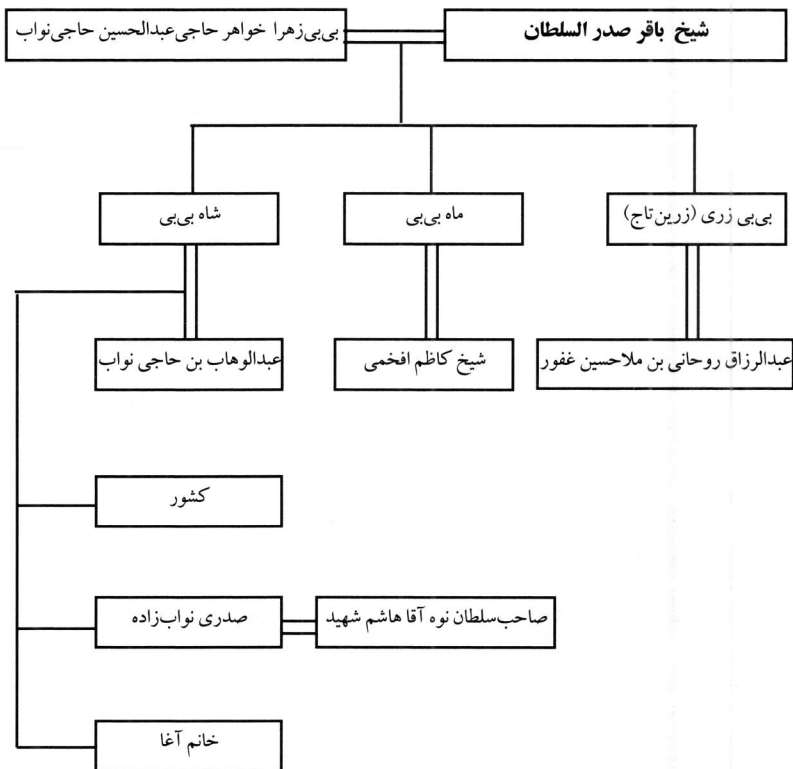 شیخ باقر صدر السلطان
بی‌بی‌زهرا خواهر حاجی‌عبدالحسین حاجی‌نواب
بی‌بی زری (زرین‌تاج)
ماه بی‌بی
شاه بی‌بی
عبدالرزاق روحانی بن ملاحسین غفور
شیخ کاظم افخمی
عبدالوهاب بن حاجی نواب
کشور
صاحب‌سلطان نوه آقا هاشم شهید
صدری نواب‌زاده
خانم آغا